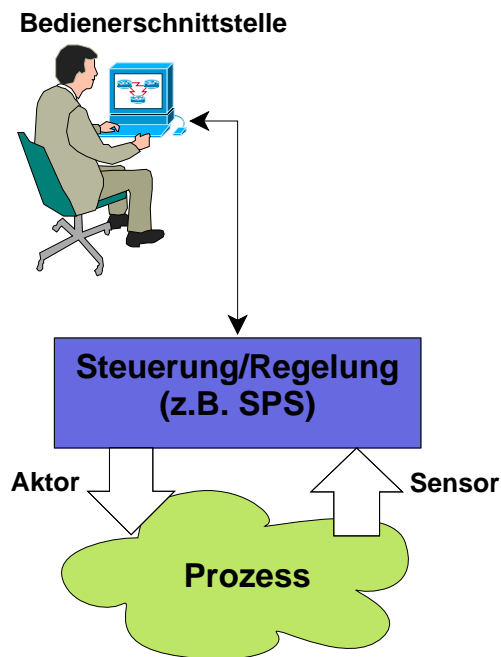 Bedienerschnittstelle
Steuerung/Regelung
(z.B. SPS)
Aktor
Sensor
Prozess